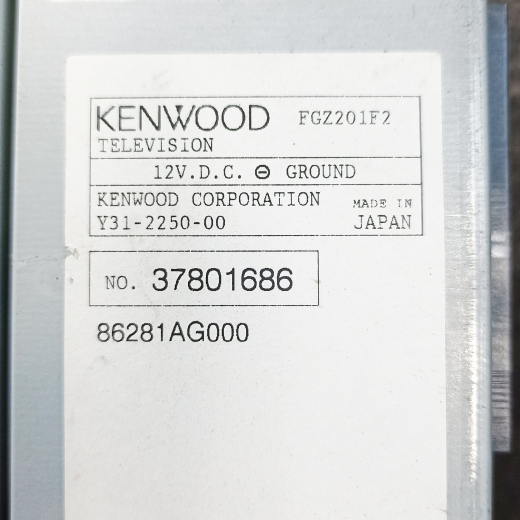 KENWOOD FGZ201F2
TELEVISION
12V.D.C. ⊖ GROUND
KENWOOD CORPORATION MADE IN
Y31-2250-00 JAPAN
NO. 37801686
86281AG000